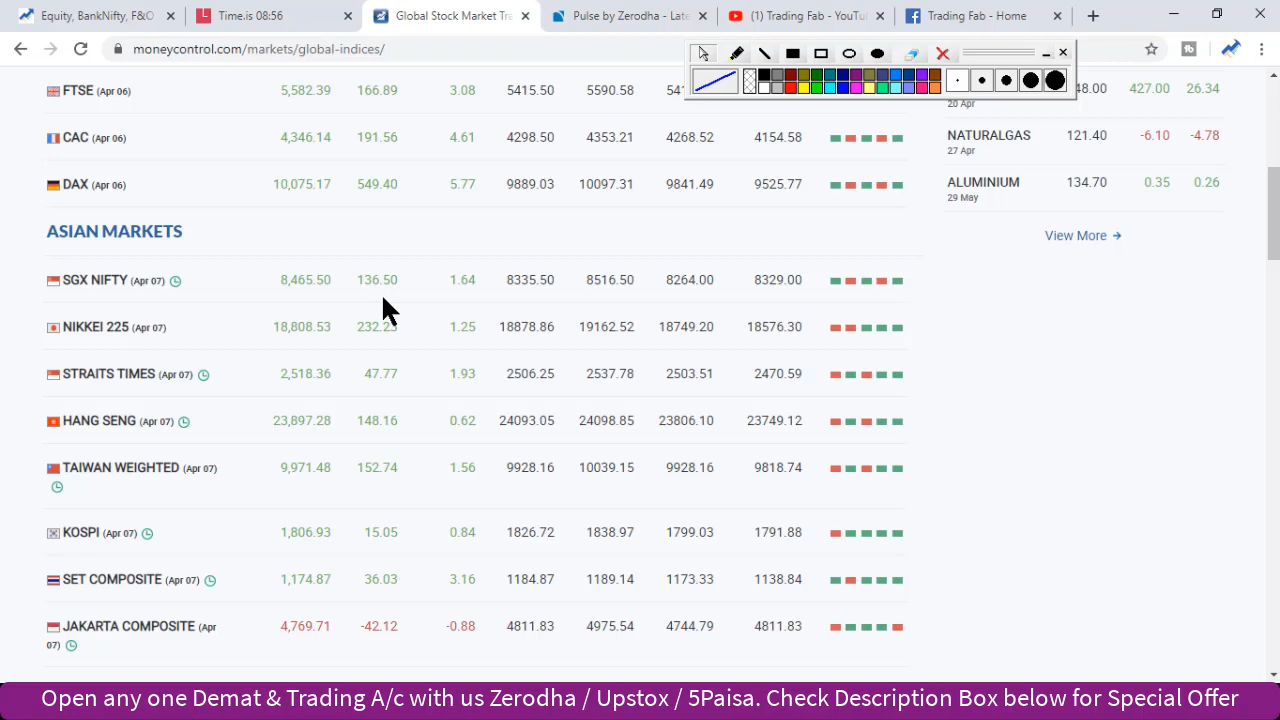 Equity, BankNifty, F&O
Time.is 08:56
Global Stock Market Tra
Pulse by Zerodha - Late
(1) Trading Fab - YouTu
Trading Fab - Home
moneycontrol.com/markets/global-indices/
FTSE (Apr 06) 5,582.39 166.89 3.08 5415.50 5590.58
20 Apr 427.00 26.34
CAC (Apr 06) 4,346.14 191.56 4.61 4298.50 4353.21 4268.52 4154.58
NATURALGAS 121.40 -6.10 -4.78
27 Apr
DAX (Apr 06) 10,075.17 549.40 5.77 9889.03 10097.31 9841.49 9525.77
ALUMINIUM 134.70 0.35 0.26
29 May
View More
ASIAN MARKETS
SGX NIFTY (Apr 07) 8,465.50 136.50 1.64 8335.50 8516.50 8264.00 8329.00
NIKKEI 225 (Apr 07) 18,808.53 232.23 1.25 18878.86 19162.52 18749.20 18576.30
STRAITS TIMES (Apr 07) 2,518.36 47.77 1.93 2506.25 2537.78 2503.51 2470.59
HANG SENG (Apr 07) 23,897.28 148.16 0.62 24093.05 24098.85 23806.10 23749.12
TAIWAN WEIGHTED (Apr 07) 9,971.48 152.74 1.56 9928.16 10039.15 9928.16 9818.74
KOSPI (Apr 07) 1,806.93 15.05 0.84 1826.72 1838.97 1799.03 1791.88
SET COMPOSITE (Apr 07) 1,174.87 36.03 3.16 1184.87 1189.14 1173.33 1138.84
JAKARTA COMPOSITE (Apr 4,769.71 -42.12 -0.88 4811.83 4975.54 4744.79 4811.83
07)
Open any one Demat & Trading A/c with us Zerodha / Upstox / 5Paisa. Check Description Box below for Special Offer